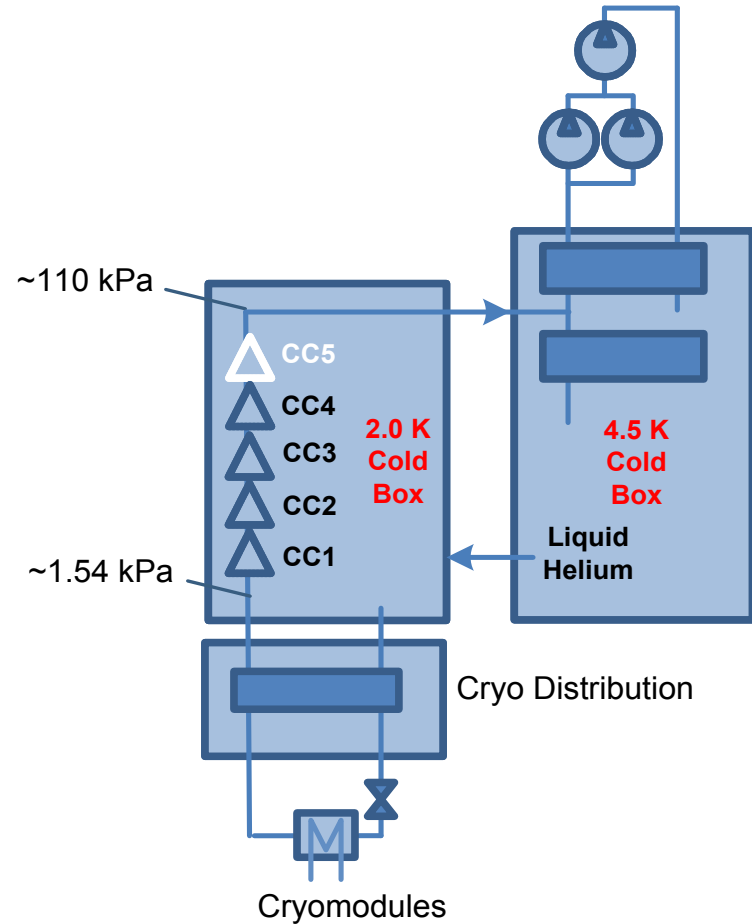 ~110 kPa
CC5
CC4
CC3
CC2
CC1
2.0 K
Cold
Box
4.5 K
Cold
Box
Liquid
Helium
~1.54 kPa
Cryo Distribution
Cryomodules